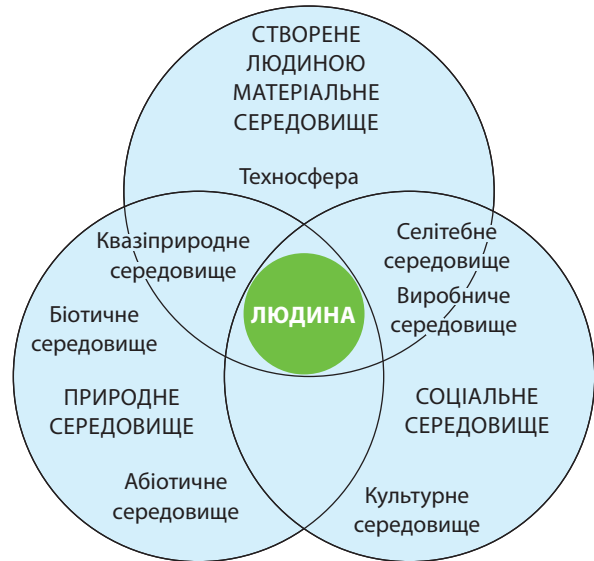 СТВОРЕНЕ
ЛЮДИНОЮ
МАТЕРІАЛЬНЕ
СЕРЕДОВИЩЕ
Техносфера
Квазіприродне
середовище
Селітебне
середовище
Виробниче
середовище
ЛЮДИНА
Біотичне
середовище
ПРИРОДНЕ
СЕРЕДОВИЩЕ
СОЦІАЛЬНЕ
СЕРЕДОВИЩЕ
Абіотичне
середовище
Культурне
середовище